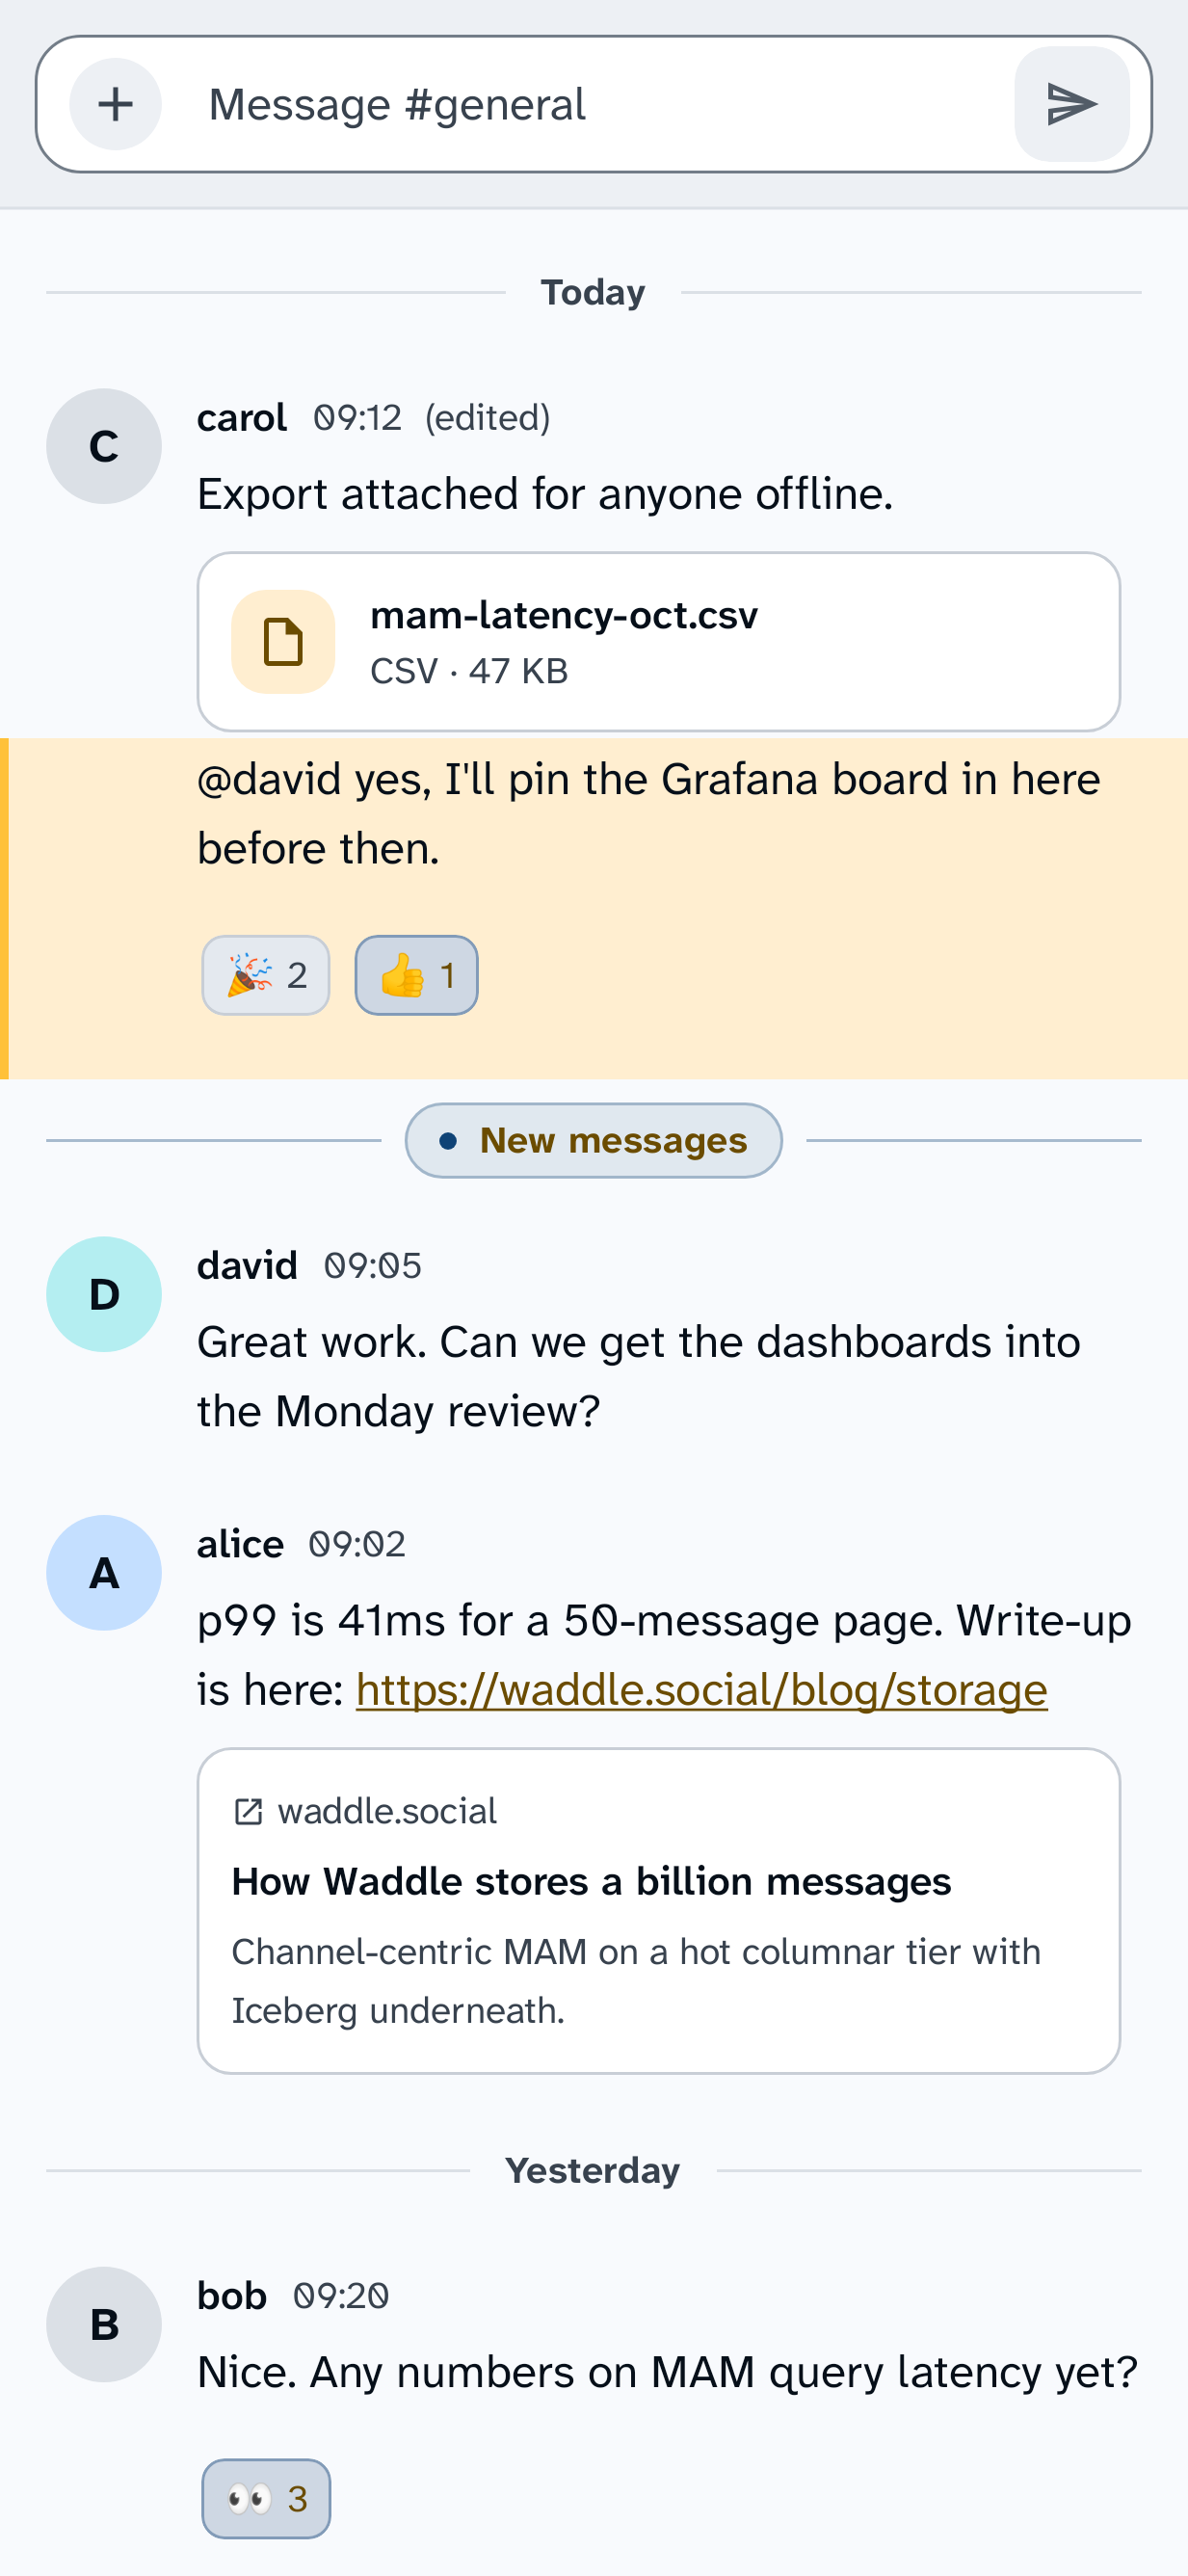 Message #general
Today
C
carol 09:12 (edited)
Export attached for anyone offline.
mam-latency-oct.csv
CSV · 47 KB
@david yes, I'll pin the Grafana board in here
before then.
🎉 2 👍 1
New messages
D
david 09:05
Great work. Can we get the dashboards into
the Monday review?
A
alice 09:02
p99 is 41ms for a 50-message page. Write-up
is here: https://waddle.social/blog/storage
waddle.social
How Waddle stores a billion messages
Channel-centric MAM on a hot columnar tier with
Iceberg underneath.
Yesterday
B
bob 09:20
Nice. Any numbers on MAM query latency yet?
👀 3